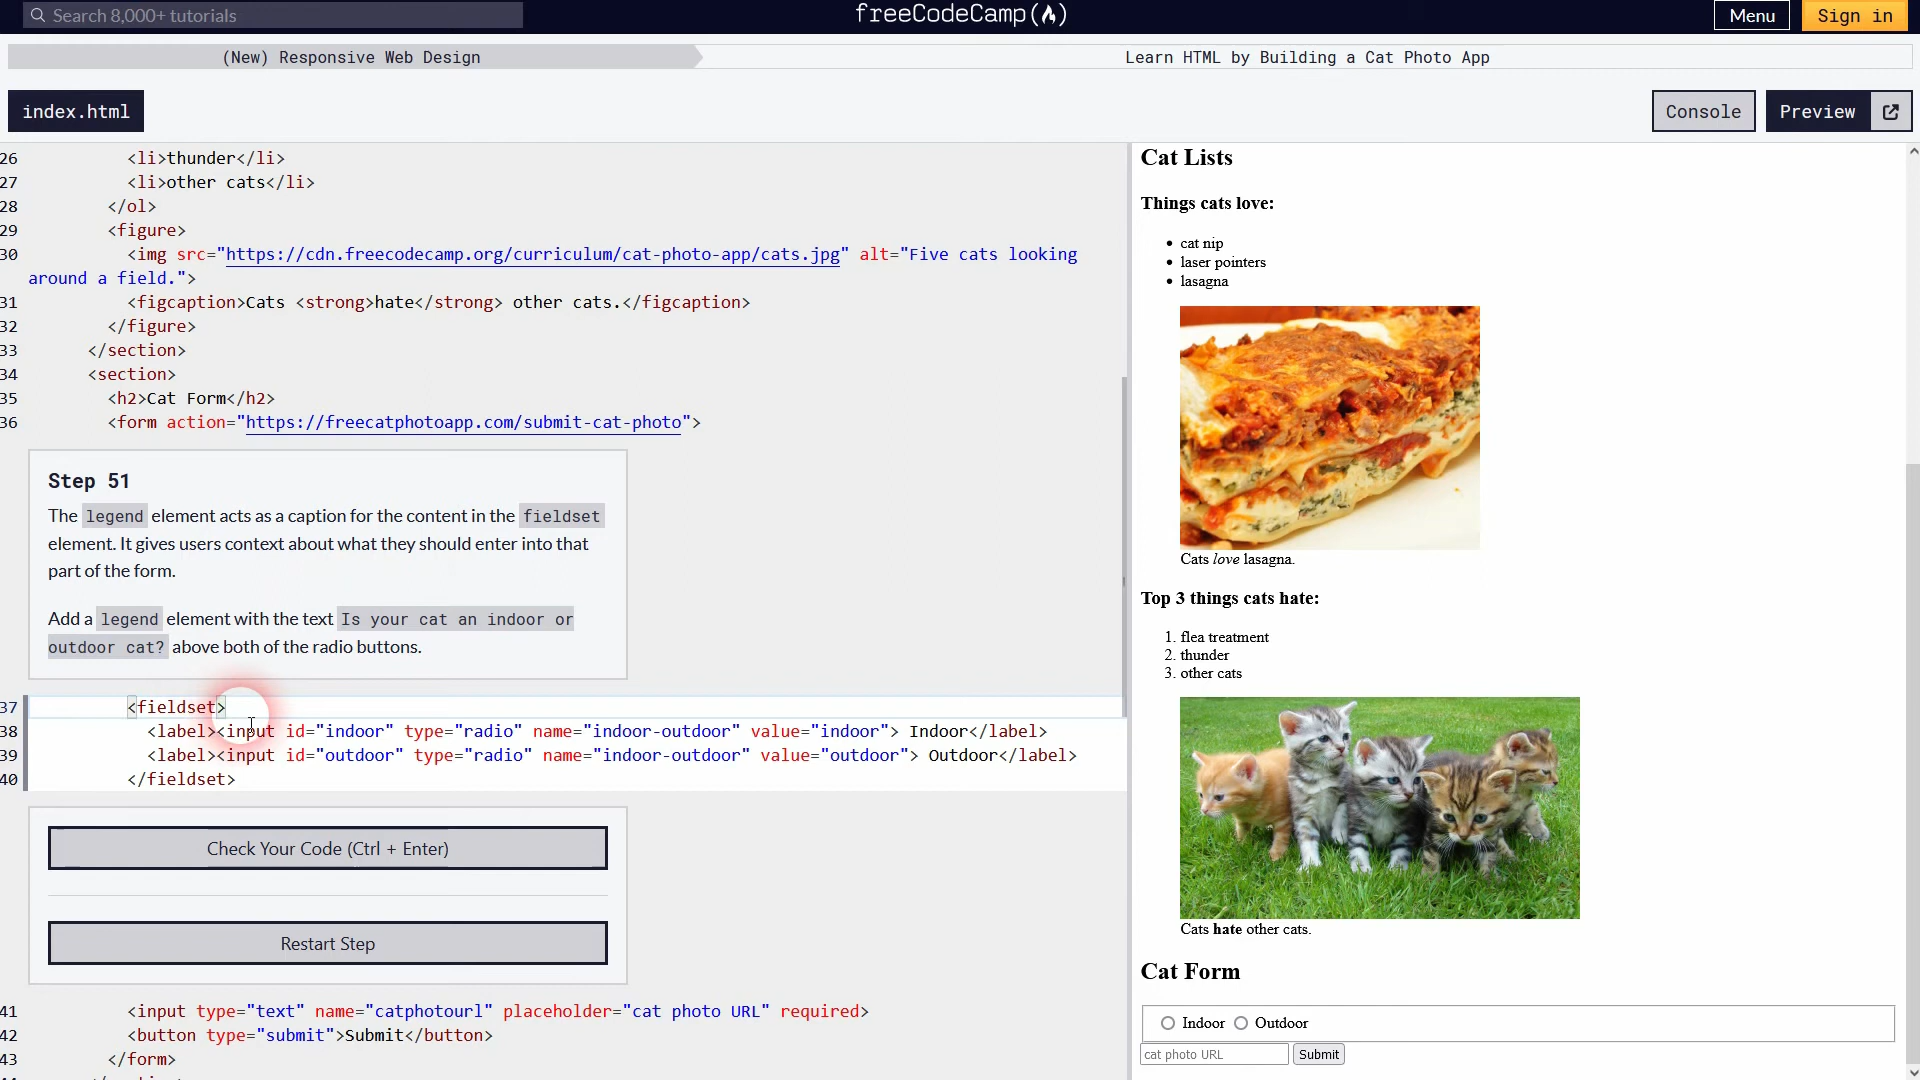 Search 8,000+ tutorials
freeCodeCamp
Menu
Sign in
(New) Responsive Web Design
Learn HTML by Building a Cat Photo App
index.html
Console
Preview
26 <li>thunder</li>
27 <li>other cats</li>
28 </ol>
29 <figure>
30 <img src="https://cdn.freecodecamp.org/curriculum/cat-photo-app/cats.jpg" alt="Five cats looking
around a field.">
31 <figcaption>Cats <strong>hate</strong> other cats.</figcaption>
32 </figure>
33 </section>
34 <section>
35 <h2>Cat Form</h2>
36 <form action="https://freecatphotoapp.com/submit-cat-photo">
Step 51
The legend element acts as a caption for the content in the fieldset
element. It gives users context about what they should enter into that
part of the form.
Add a legend element with the text Is your cat an indoor or
outdoor cat? above both of the radio buttons.
37 <fieldset>
38 <label><input id="indoor" type="radio" name="indoor-outdoor" value="indoor"> Indoor</label>
39 <label><input id="outdoor" type="radio" name="indoor-outdoor" value="outdoor"> Outdoor</label>
40 </fieldset>
Check Your Code (Ctrl + Enter)
Restart Step
41 <input type="text" name="catphotourl" placeholder="cat photo URL" required>
42 <button type="submit">Submit</button>
43 </form>
Cat Lists
Things cats love:
• cat nip
• laser pointers
• lasagna
Cats love lasagna.
Top 3 things cats hate:
1. flea treatment
2. thunder
3. other cats
Cats hate other cats.
Cat Form
Indoor Outdoor
cat photo URL Submit